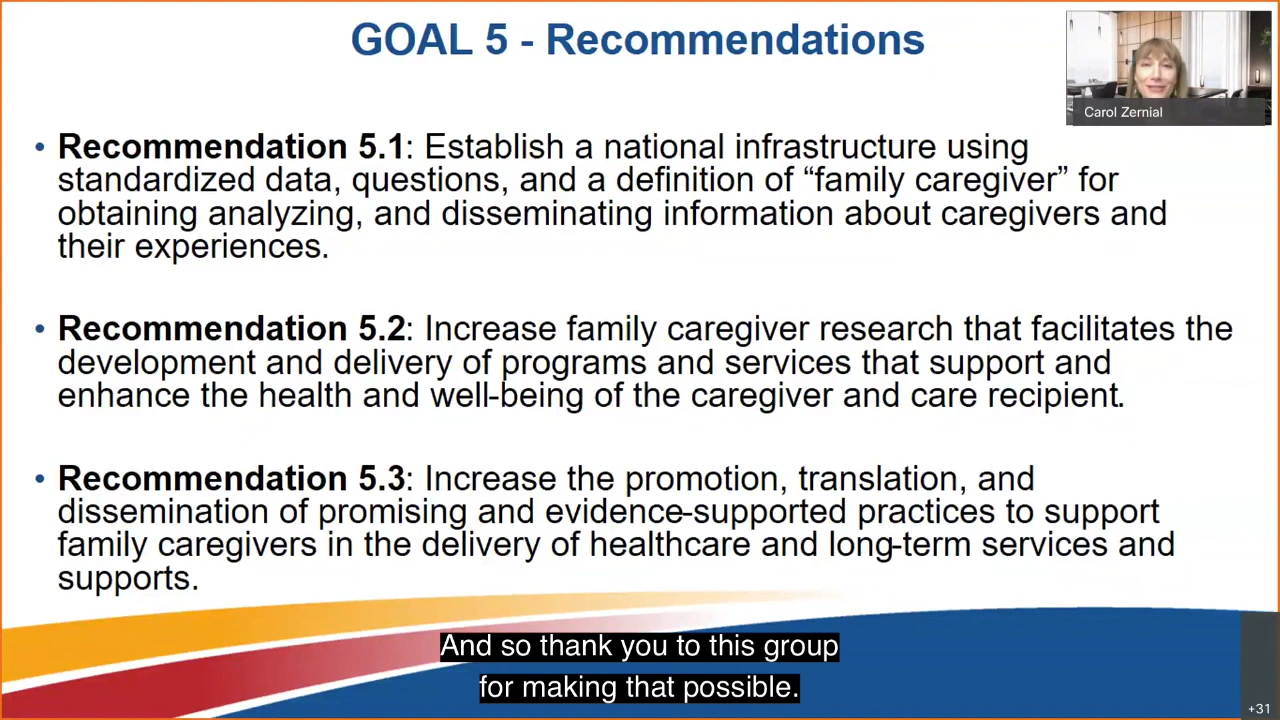 GOAL 5 - Recommendations
Carol Zernial
• Recommendation 5.1: Establish a national infrastructure using
standardized data, questions, and a definition of “family caregiver” for
obtaining analyzing, and disseminating information about caregivers and
their experiences.
• Recommendation 5.2: Increase family caregiver research that facilitates the
development and delivery of programs and services that support and
enhance the health and well-being of the caregiver and care recipient.
• Recommendation 5.3: Increase the promotion, translation, and
dissemination of promising and evidence-supported practices to support
family caregivers in the delivery of healthcare and long-term services and
supports.
And so thank you to this group
for making that possible.
+31